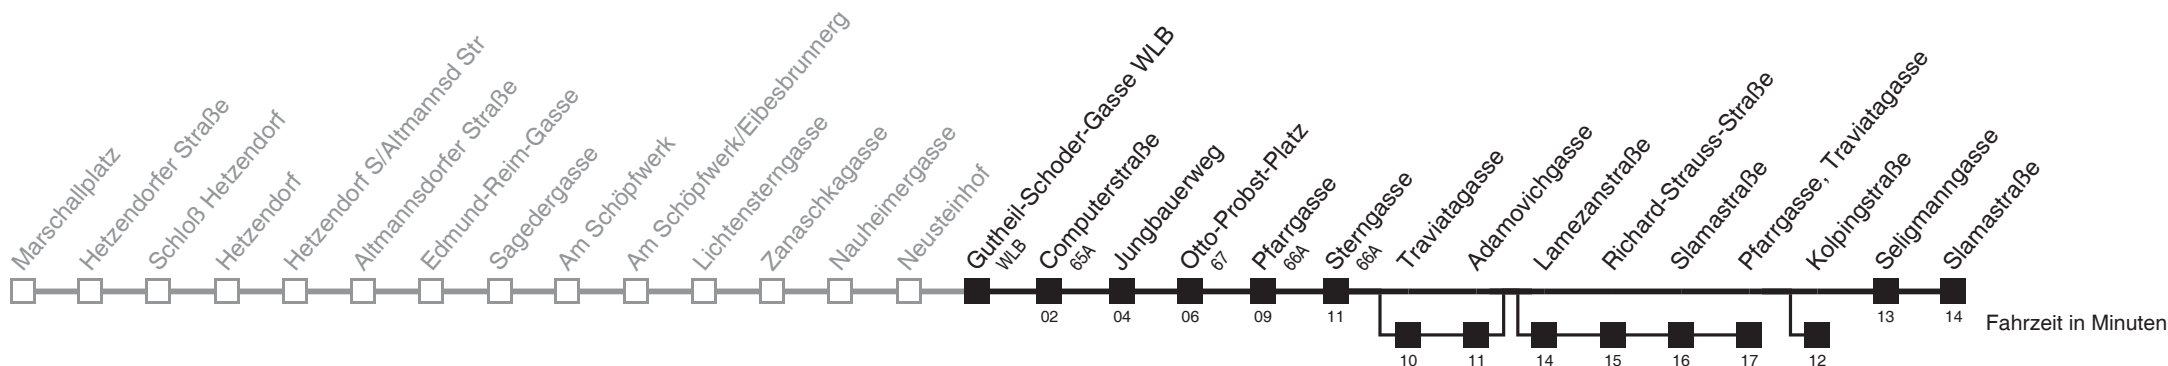 Marschallplatz
Hetzendorfer Straße
Schloß Hetzendorf
Hetzendorf
Hetzendorf S/Altmannsd Str
Altmannsdorfer Straße
Edmund-Reim-Gasse
Sagedergasse
Am Schöpfwerk
Am Schöpfwerk/Eibesbrunnerg
Lichtensterngasse
Zanaschkagasse
Nauheimergasse
Neusteinhof
Gutheil-Schoder-Gasse WLB
WLB
Computerstraße
65A
Jungbauerweg
Otto-Probst-Platz
67
Pfarrgasse
66A
Sterngasse
66A
Traviatagasse
Adamovichgasse
Lamezanstraße
Richard-Strauss-Straße
Slamastraße
Pfarrgasse, Traviatagasse
Kolpingstraße
Seligmanngasse
Slamastraße
02 04 06 09 11 13 14
Fahrzeit in Minuten
10 11 14 15 16 17 12